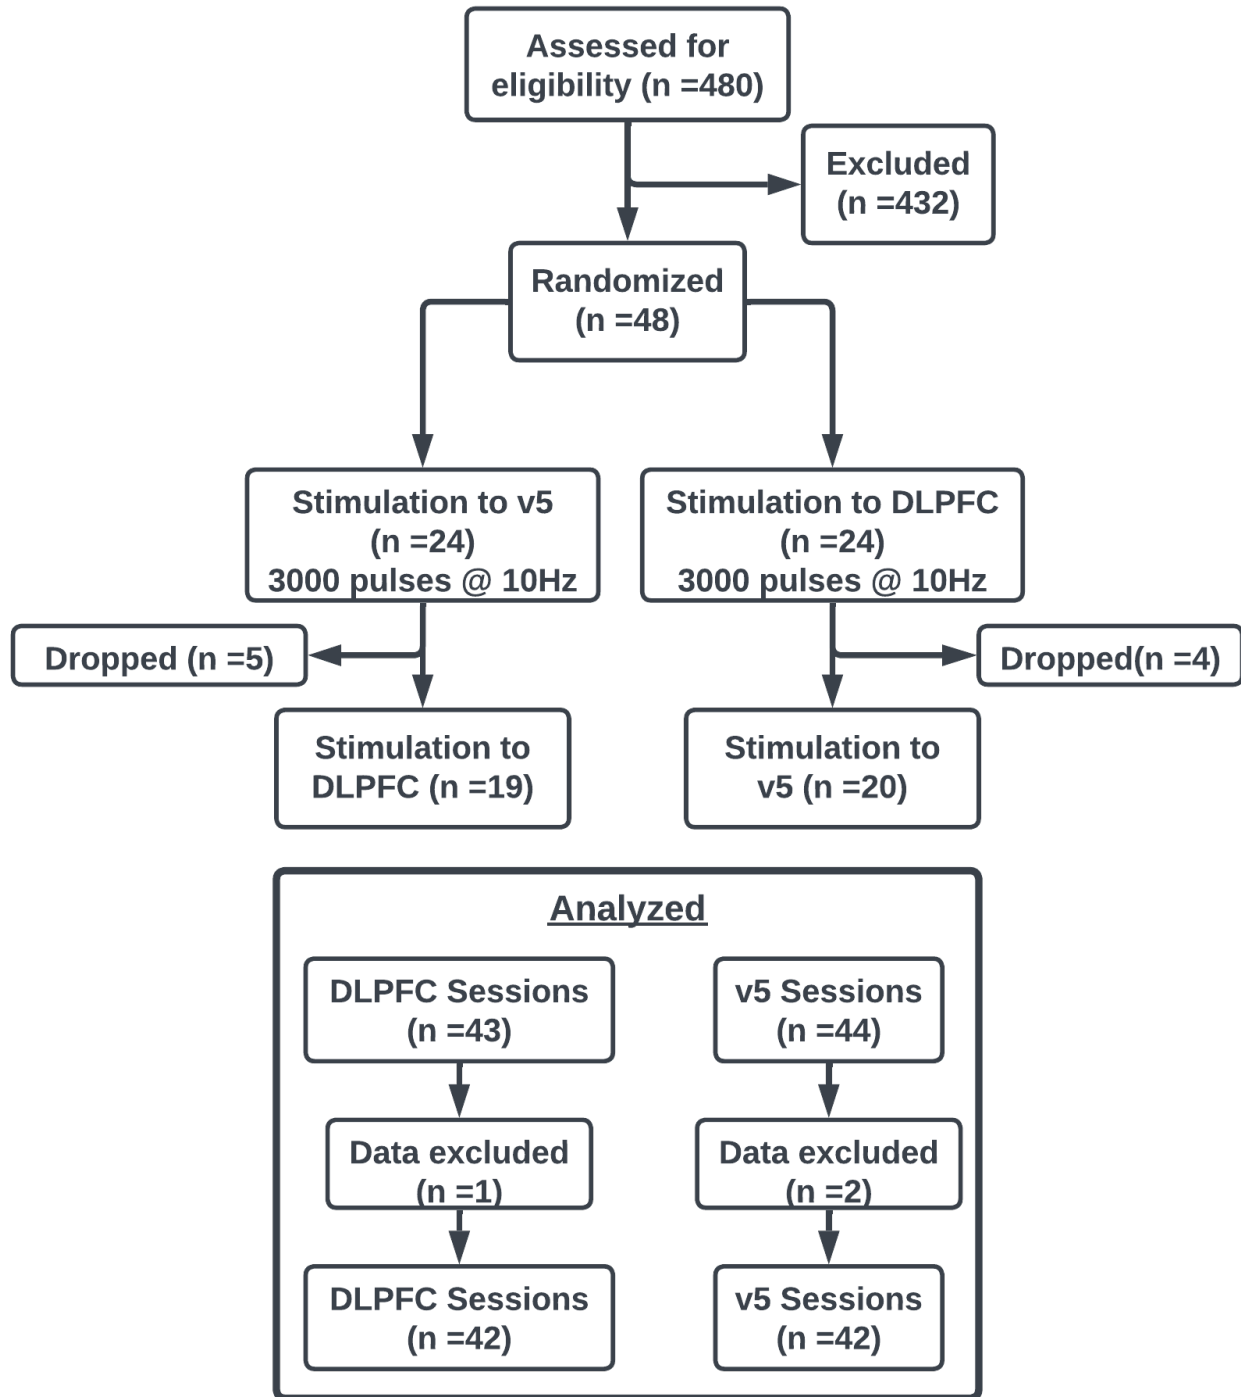 Assessed for
eligibility (n =480)
Excluded
(n =432)
Randomized
(n =48)
Stimulation to v5
(n =24)
3000 pulses @ 10Hz
Stimulation to DLPFC
(n =24)
3000 pulses @ 10Hz
Dropped (n =5)
Dropped(n =4)
Stimulation to
DLPFC (n =19)
Stimulation to
v5 (n =20)
Analyzed
DLPFC Sessions
(n =43)
v5 Sessions
(n =44)
Data excluded
(n =1)
Data excluded
(n =2)
DLPFC Sessions
(n =42)
v5 Sessions
(n =42)